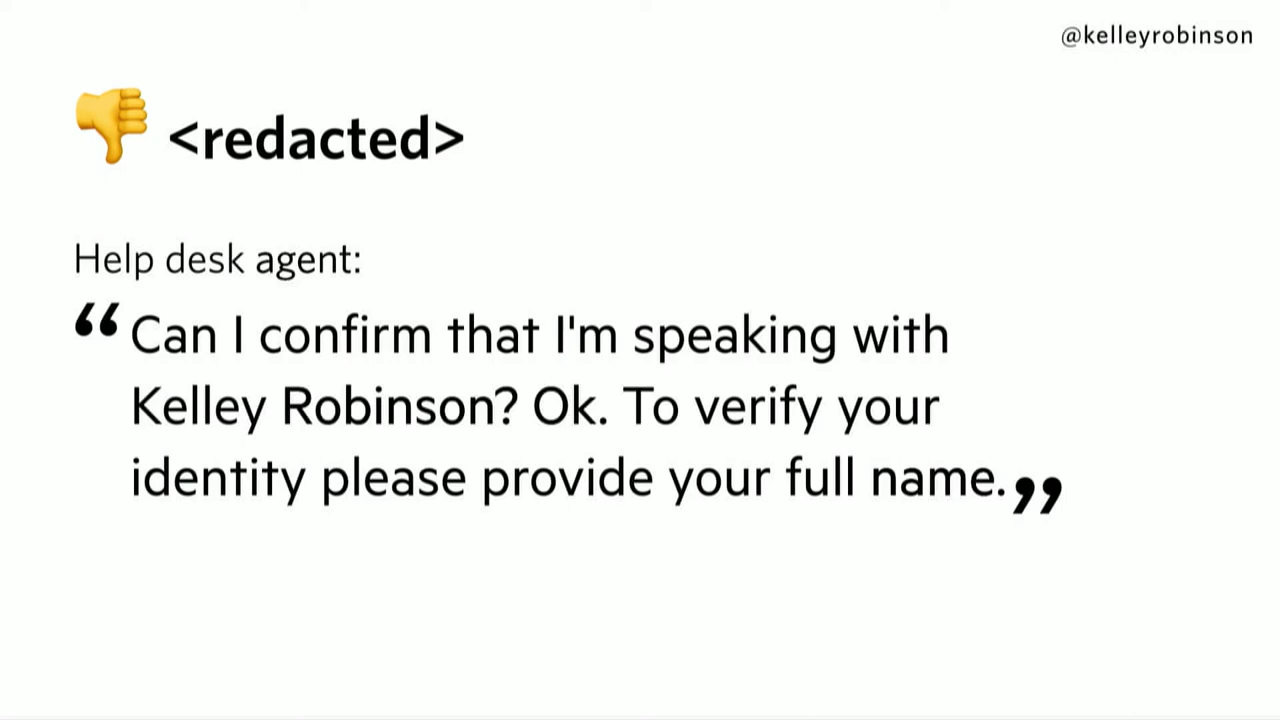 @kelleyrobinson
👎 <redacted>
Help desk agent:
“Can I confirm that I'm speaking with
Kelley Robinson? Ok. To verify your
identity please provide your full name.”